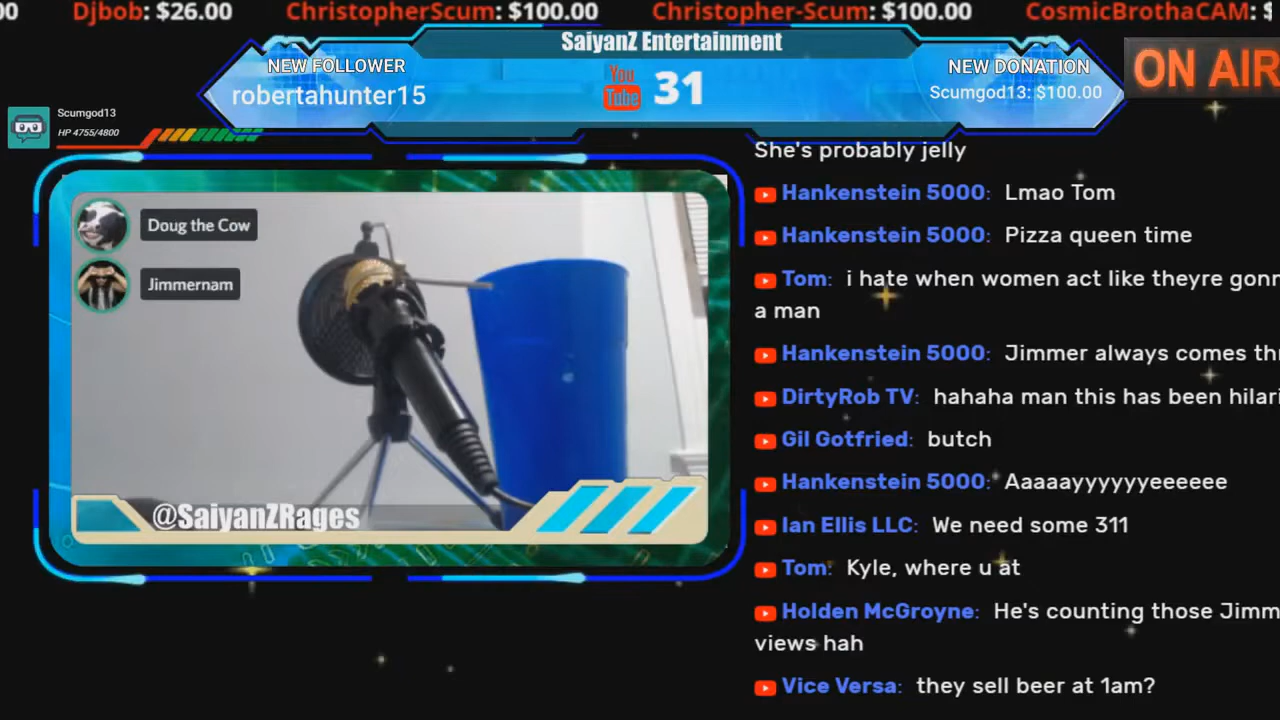 00 Djbob: $26.00 ChristopherScum: $100.00 Christopher-Scum: $100.00 CosmicBrothaCAM: $
SaiyanZ Entertainment
NEW FOLLOWER
robertahunter15
You
Tube
31
NEW DONATION
Scumgod13: $100.00
ON AIR
Scumgod13
HP 4755/4800
Doug the Cow
Jimmernam
@SaiyanZRages
She's probably jelly
Hankenstein 5000: Lmao Tom
Hankenstein 5000: Pizza queen time
Tom: i hate when women act like theyre gonn
a man
Hankenstein 5000: Jimmer always comes thr
DirtyRob TV: hahaha man this has been hilari
Gil Gotfried: butch
Hankenstein 5000: Aaaaayyyyyyeeeeee
Ian Ellis LLC: We need some 311
Tom: Kyle, where u at
Holden McGroyne: He's counting those Jimm
views hah
Vice Versa: they sell beer at 1am?